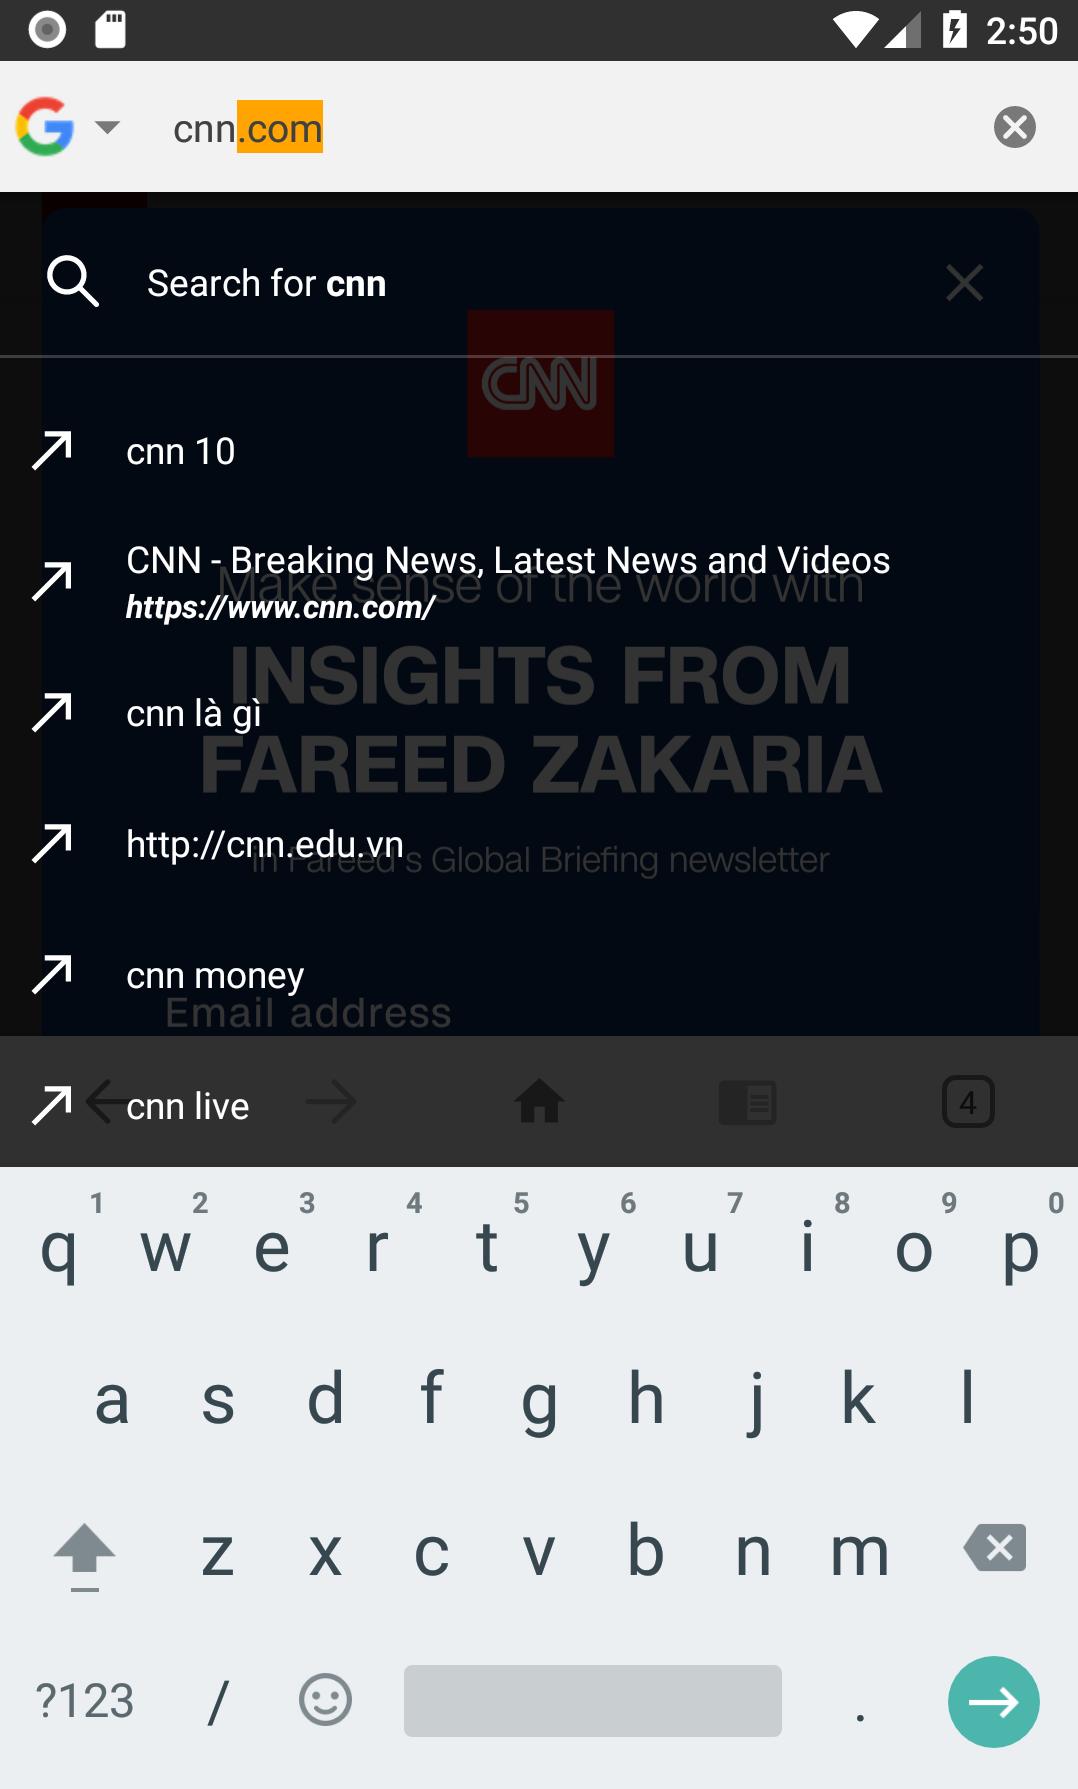 2:50
cnn.com
Search for cnn
CNN
cnn 10
CNN - Breaking News, Latest News and Videos
Make sense of the world with
https://www.cnn.com/
INSIGHTS FROM
cnn là gì
FAREED ZAKARIA
http://cnn.edu.vn
in Fareed's Global Briefing newsletter
cnn money
Email address
cnn live
4
1 2 3 4 5 6 7 8 9 0
q w e r t y u i o p
a s d f g h j k l
z x c v b n m
?123 / .